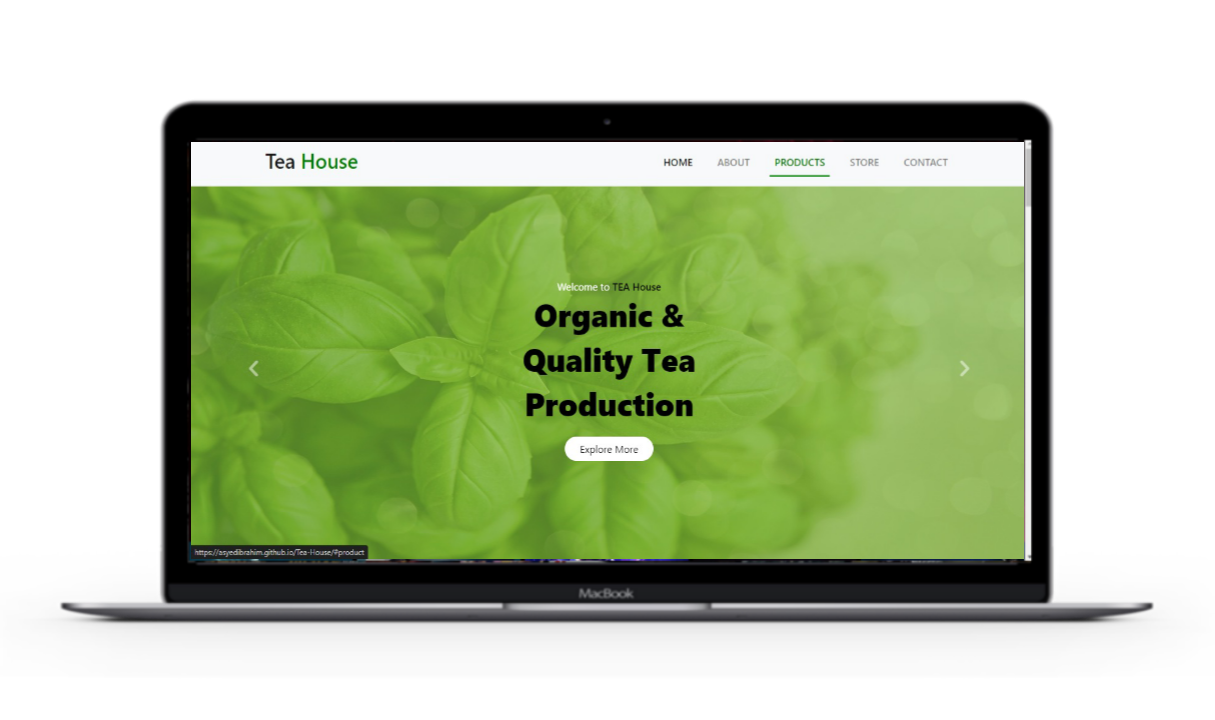 Tea House
HOME ABOUT PRODUCTS STORE CONTACT
Welcome to TEA House
Organic &
Quality Tea
Production
Explore More
https://asyedibrahim.github.io/Tea-House/#product
MacBook